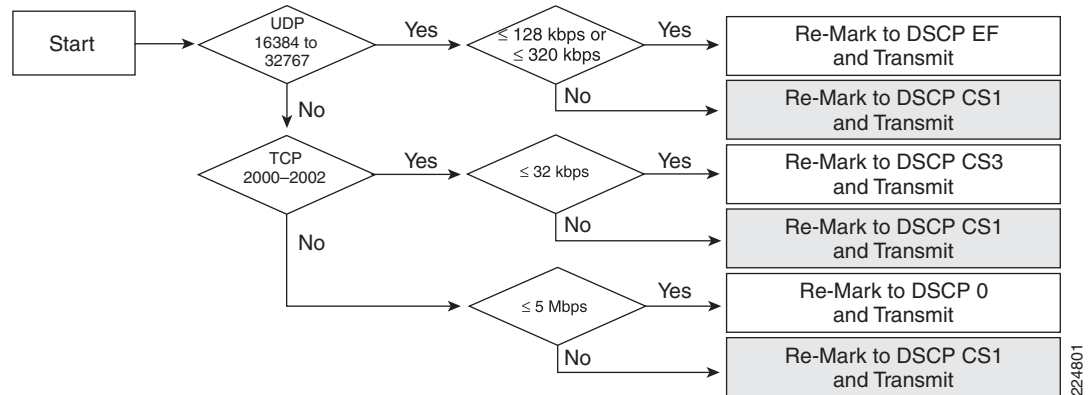 Start
UDP
16384 to
32767
Yes
≤ 128 kbps or
≤ 320 kbps
Yes
Re-Mark to DSCP EF
and Transmit
No
Re-Mark to DSCP CS1
and Transmit
No
TCP
2000–2002
Yes
≤ 32 kbps
Yes
Re-Mark to DSCP CS3
and Transmit
No
Re-Mark to DSCP CS1
and Transmit
No
≤ 5 Mbps
Yes
Re-Mark to DSCP 0
and Transmit
No
Re-Mark to DSCP CS1
and Transmit
224801